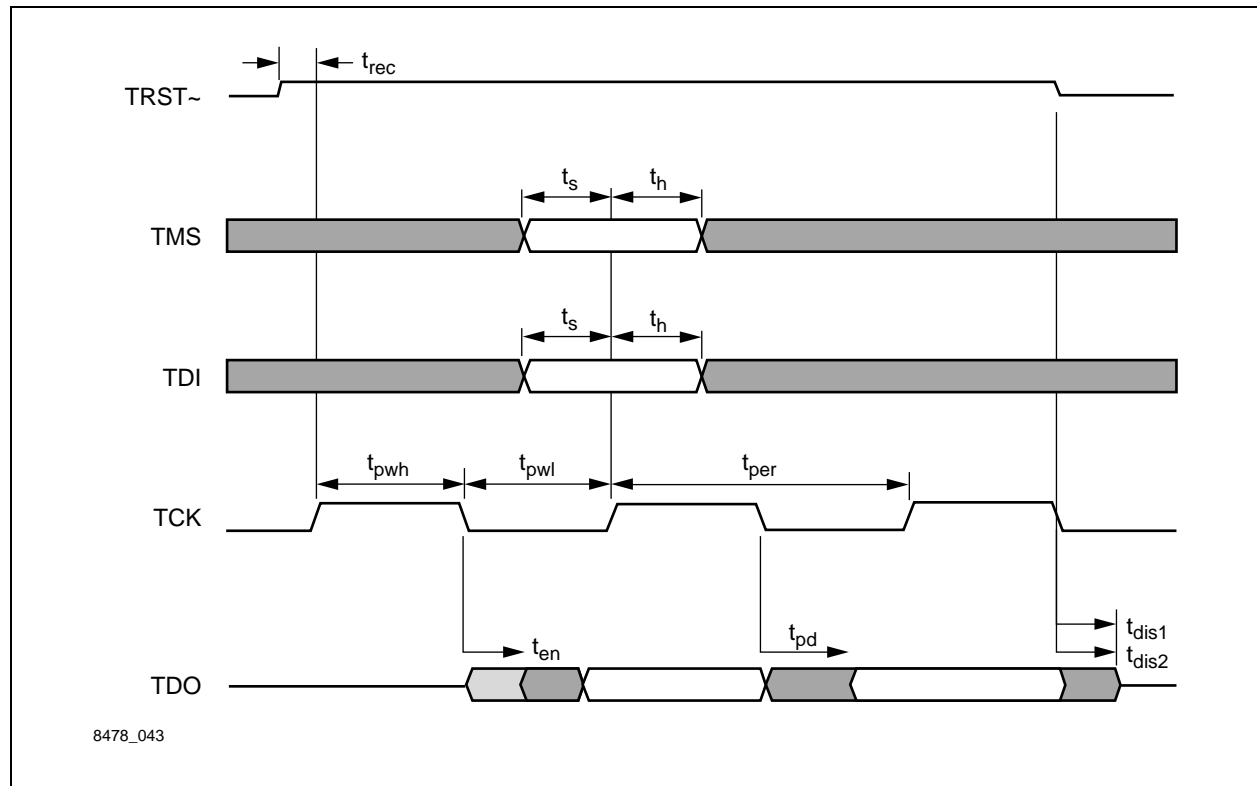 t_rec
TRST~
t_s t_h
TMS
t_s t_h
TDI
t_pwh t_pwl t_per
TCK
t_dis1
t_en t_pd t_dis2
TDO
8478_043